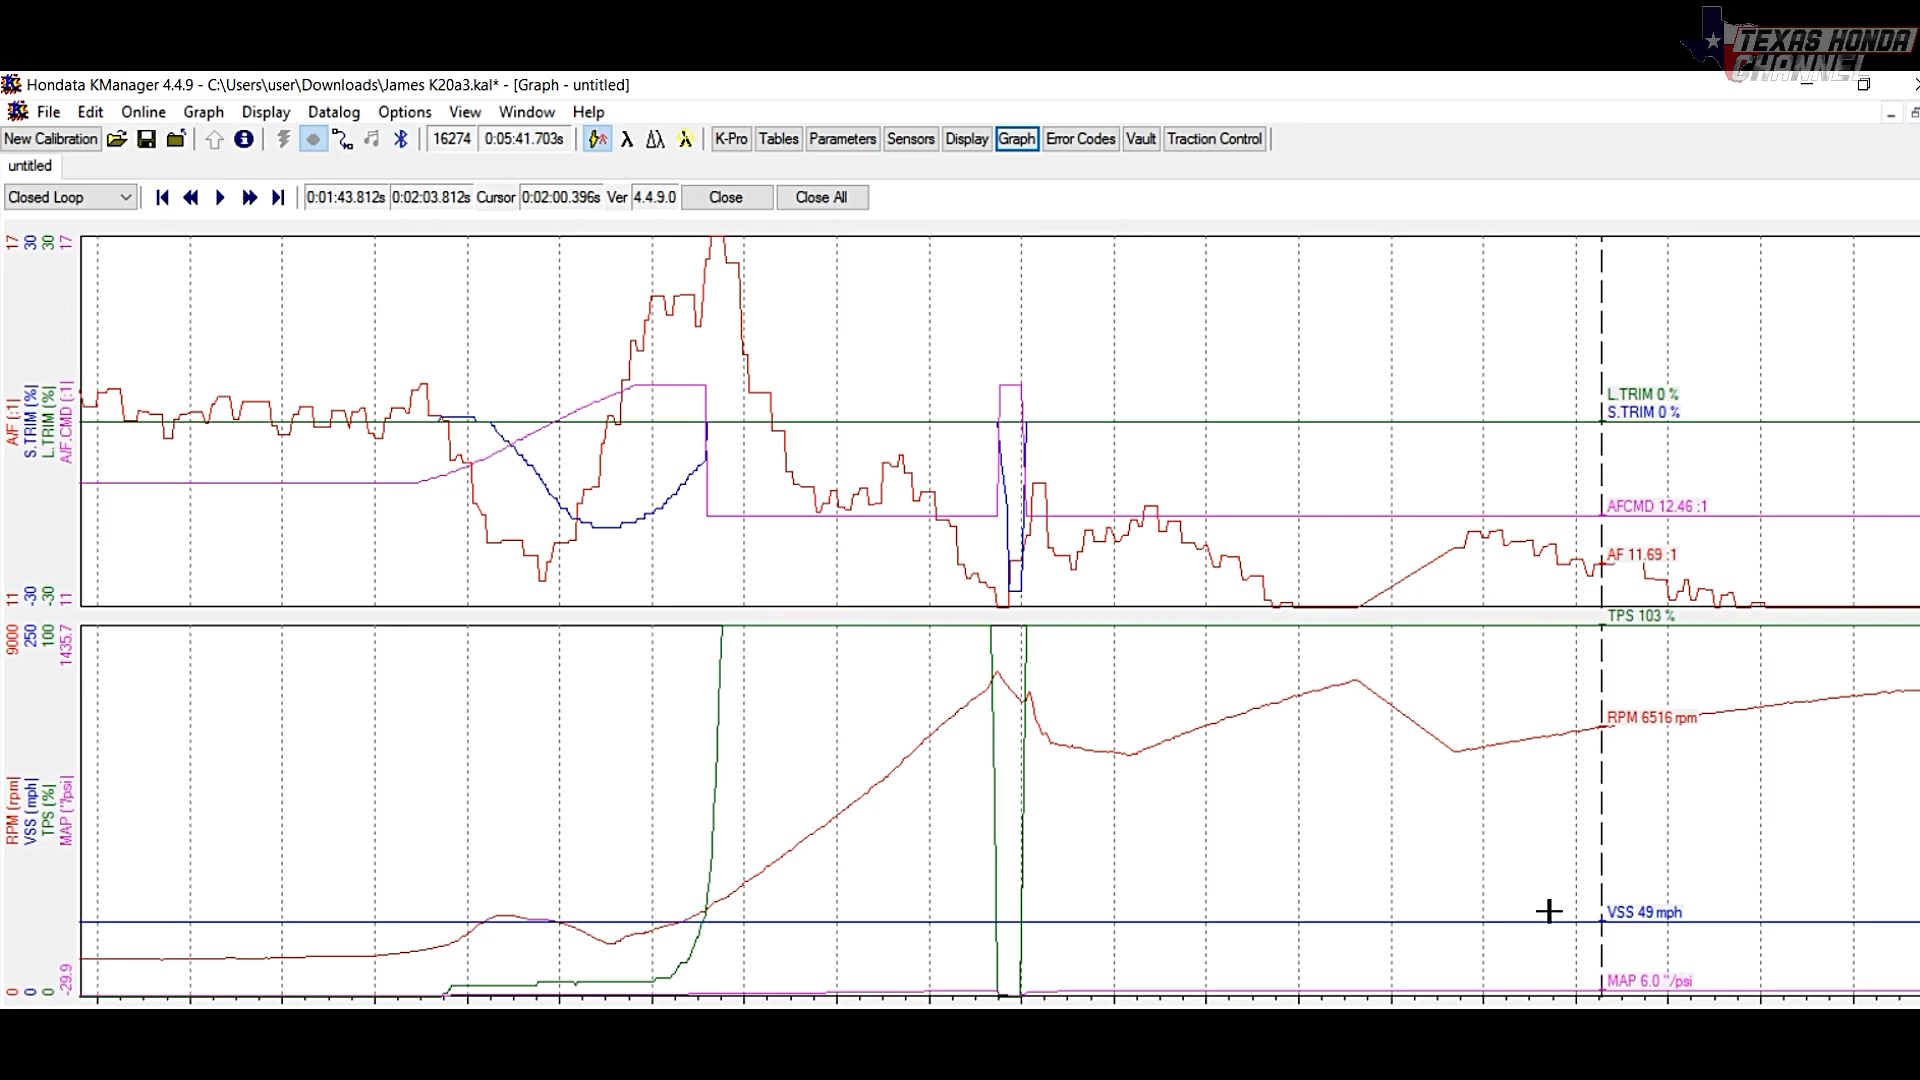 TEXAS HONDA
CHANNEL
Hondata KManager 4.4.9 - C:\Users\user\Downloads\James K20a3.kal* - [Graph - untitled]
File Edit Online Graph Display Datalog Options View Window Help
New Calibration 16274 0:05:41.703s K-Pro Tables Parameters Sensors Display Graph Error Codes Vault Traction Control
untitled
Closed Loop 0:01:43.812s 0:02:03.812s Cursor 0:02:00.396s Ver 4.4.9.0 Close Close All
17 30 30 17
A/F (:1) S.TRIM (%) L.TRIM (%) A/F.CMD (:1)
L.TRIM 0 %
S.TRIM 0 %
AFCMD 12.46 :1
AF 11.69 :1
11 -30 -30 11
TPS 103 %
9000 250 100 1435.7
RPM 6516 rpm
RPM (rpm) VSS (mph) TPS (%) MAP ("/psi)
VSS 49 mph
MAP 6.0 "/psi
0 0 0 -29.9